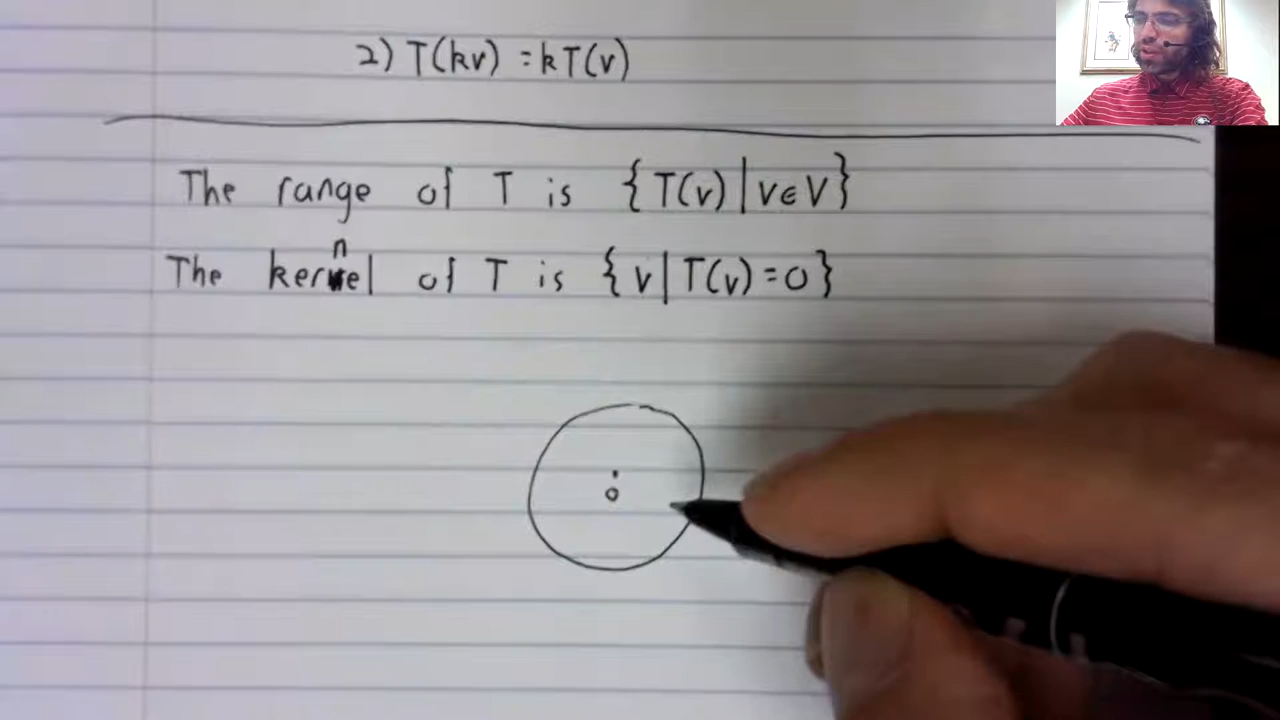 2) T(kv) = kT(v)
The range of T is {T(v)|v∈V}
The kernel of T is {v|T(v)=0}
0